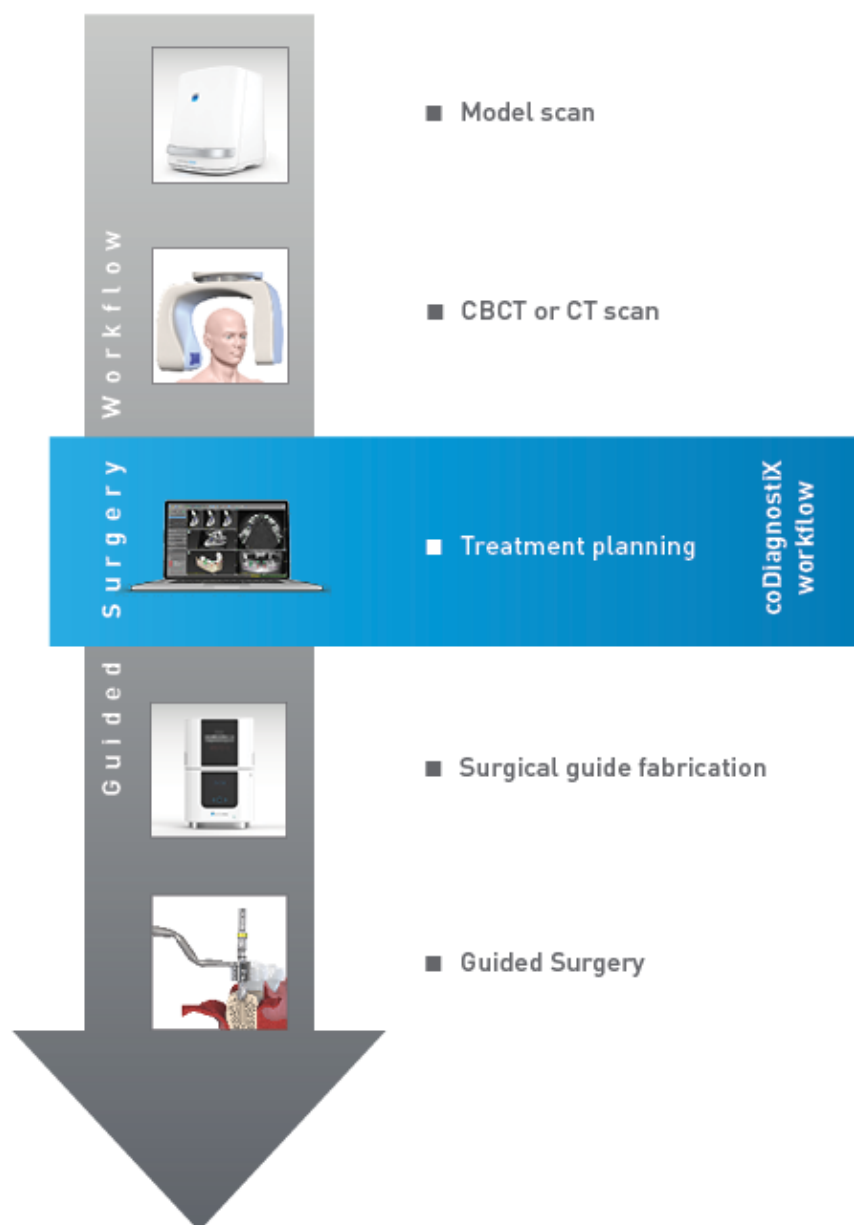 Model scan
CBCT or CT scan
Treatment planning
coDiagnostiX
workflow
Surgical guide fabrication
Guided Surgery
Guided Surgery Workflow